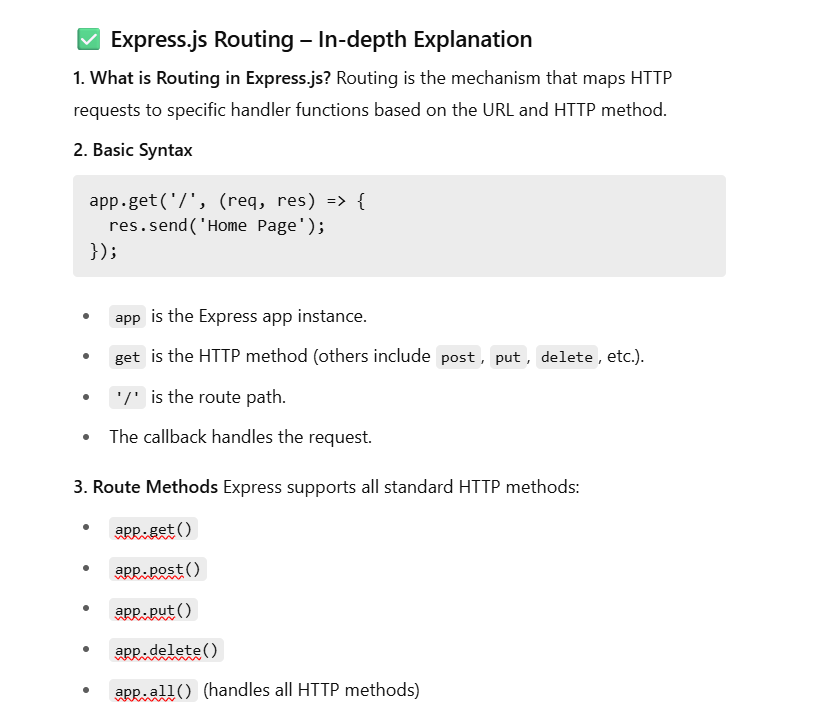 ✅ Express.js Routing – In-depth Explanation
1. What is Routing in Express.js? Routing is the mechanism that maps HTTP
requests to specific handler functions based on the URL and HTTP method.
2. Basic Syntax
app.get('/', (req, res) => {
  res.send('Home Page');
});
• app is the Express app instance.
• get is the HTTP method (others include post, put, delete, etc.).
• '/' is the route path.
• The callback handles the request.
3. Route Methods Express supports all standard HTTP methods:
• app.get()
• app.post()
• app.put()
• app.delete()
• app.all() (handles all HTTP methods)